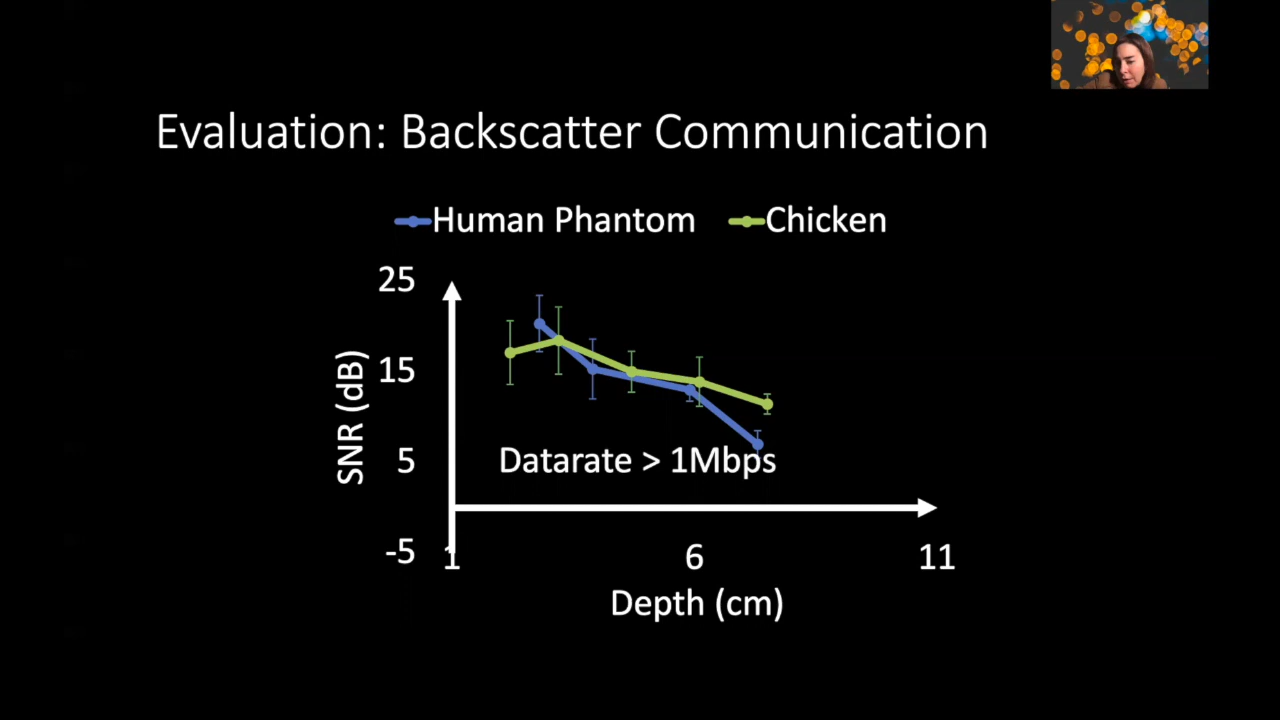 Evaluation: Backscatter Communication
Human Phantom Chicken
25
15
5
-5
SNR (dB)
Datarate > 1Mbps
1 6 11
Depth (cm)